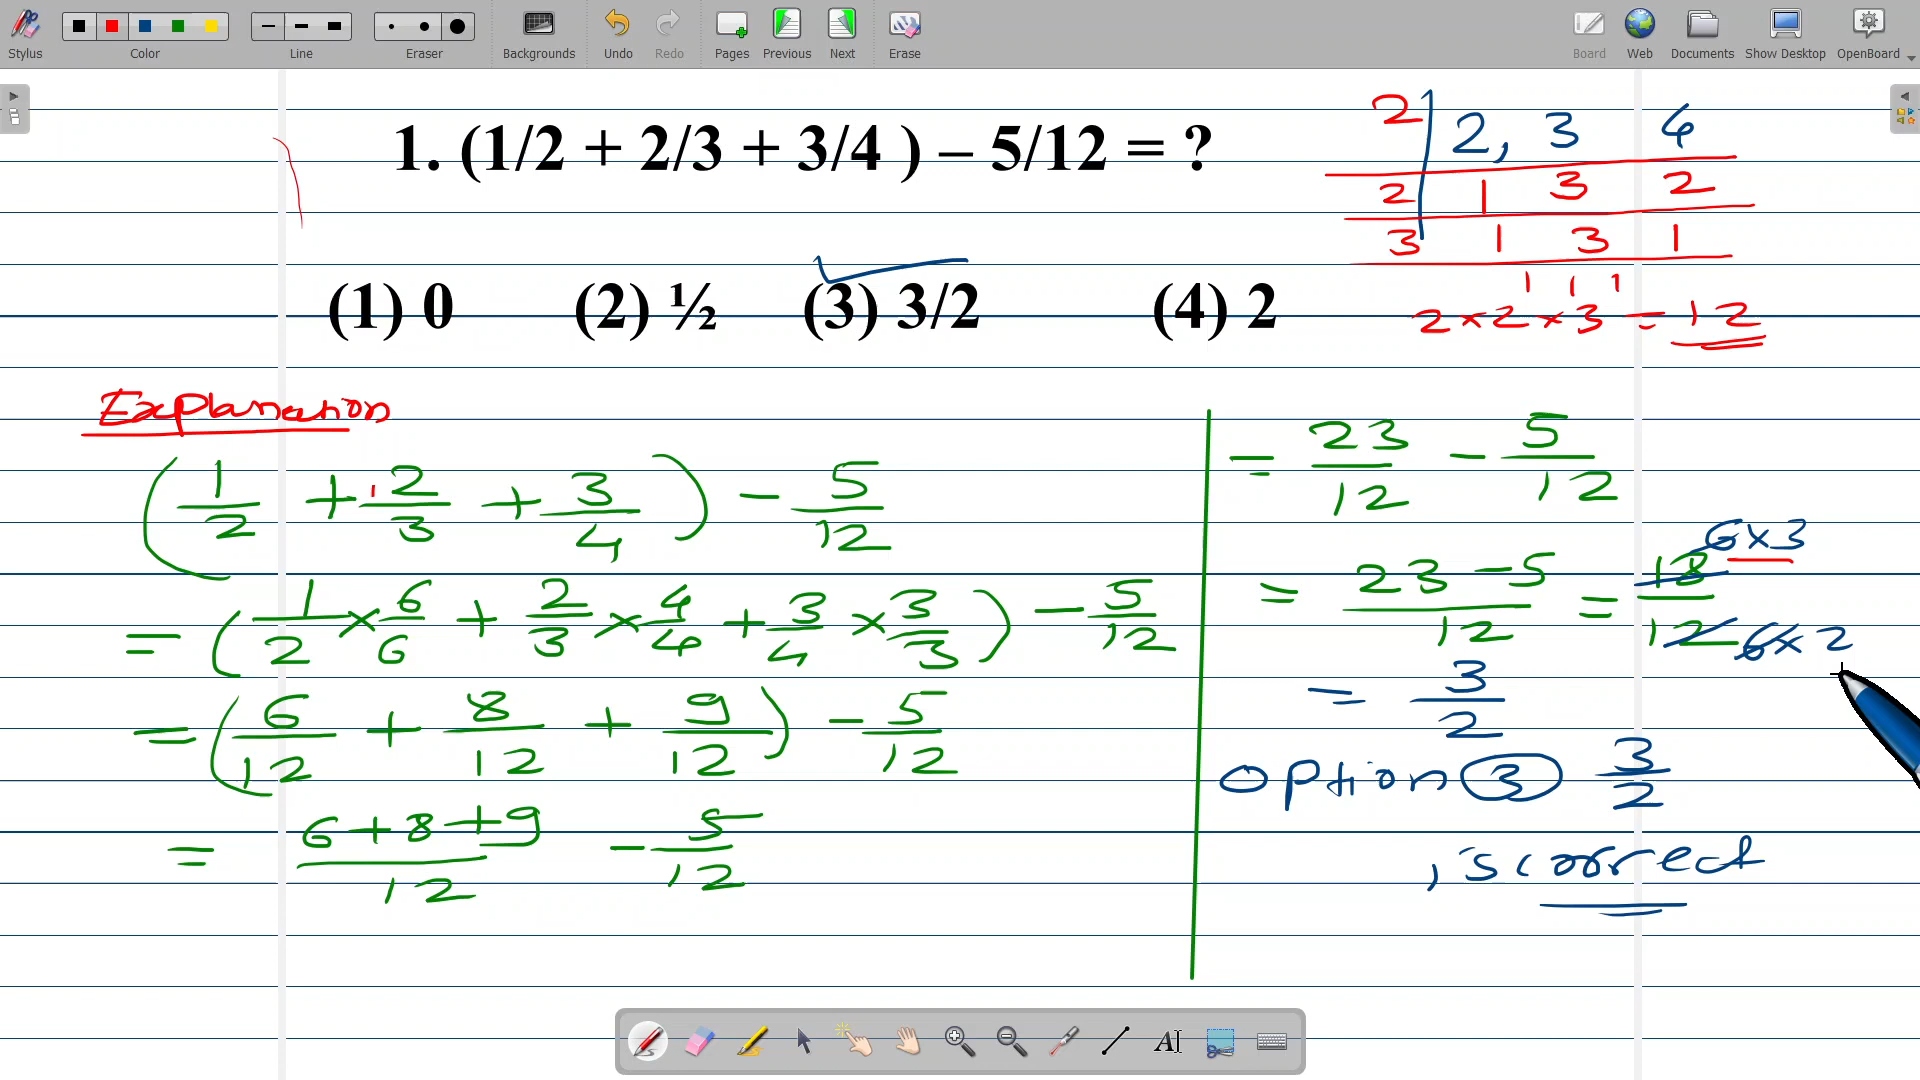 Stylus Color Line Eraser Backgrounds Undo Redo Pages Previous Next Erase Board Web Documents Show Desktop OpenBoard
1. (1/2 + 2/3 + 3/4 ) – 5/12 = ?
(1) 0 (2) ½ (3) 3/2 (4) 2
2 | 2, 3 4
2 | 1 3 2
3 1 3 1
1 1 1
2 × 2 × 3 = 12
Explanation
(1/2 + 2/3 + 3/4) - 5/12
= (1/2 × 6/6 + 2/3 × 4/4 + 3/4 × 3/3) - 5/12
= (6/12 + 8/12 + 9/12) - 5/12
= 6+8+9/12 - 5/12
= 23/12 - 5/12
= 23-5/12 = 18/12 6×3 6×2
= 3/2
Option 3 3/2
is correct